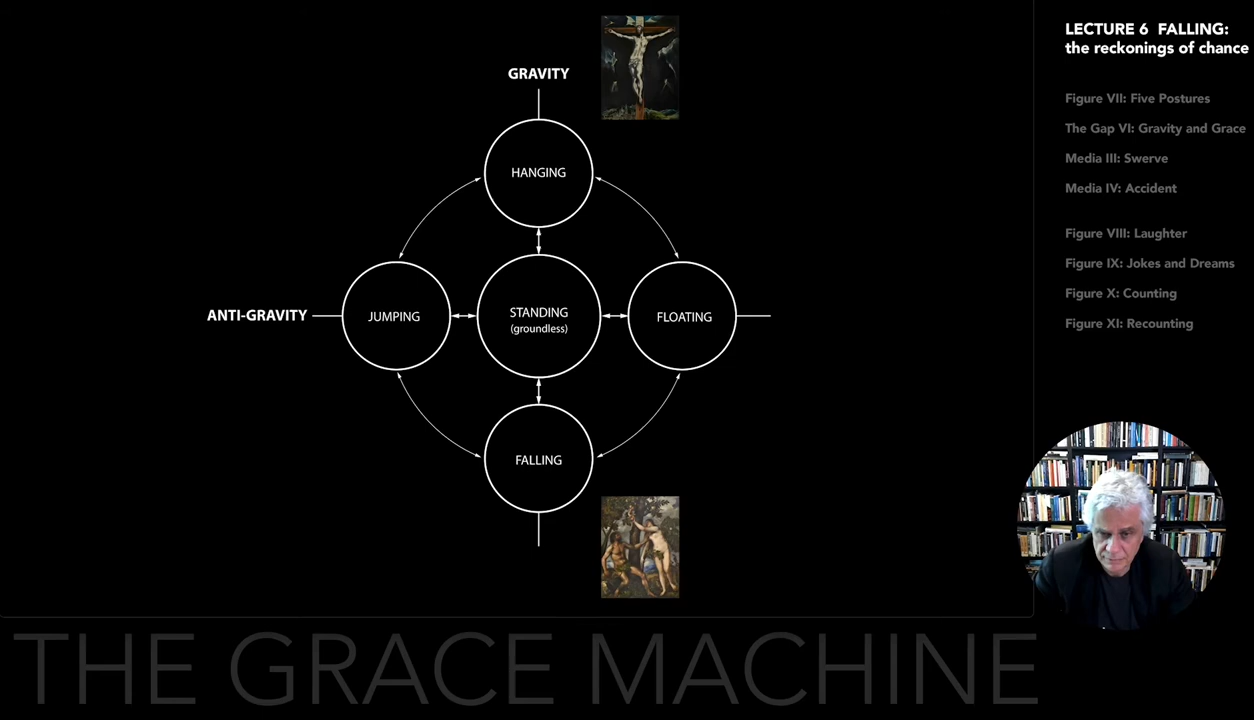 GRAVITY
HANGING
ANTI-GRAVITY
JUMPING
STANDING
(groundless)
FLOATING
FALLING
LECTURE 6 FALLING:
the reckonings of chance
Figure VII: Five Postures
The Gap VI: Gravity and Grace
Media III: Swerve
Media IV: Accident
Figure VIII: Laughter
Figure IX: Jokes and Dreams
Figure X: Counting
Figure XI: Recounting
THE GRACE MACHINE